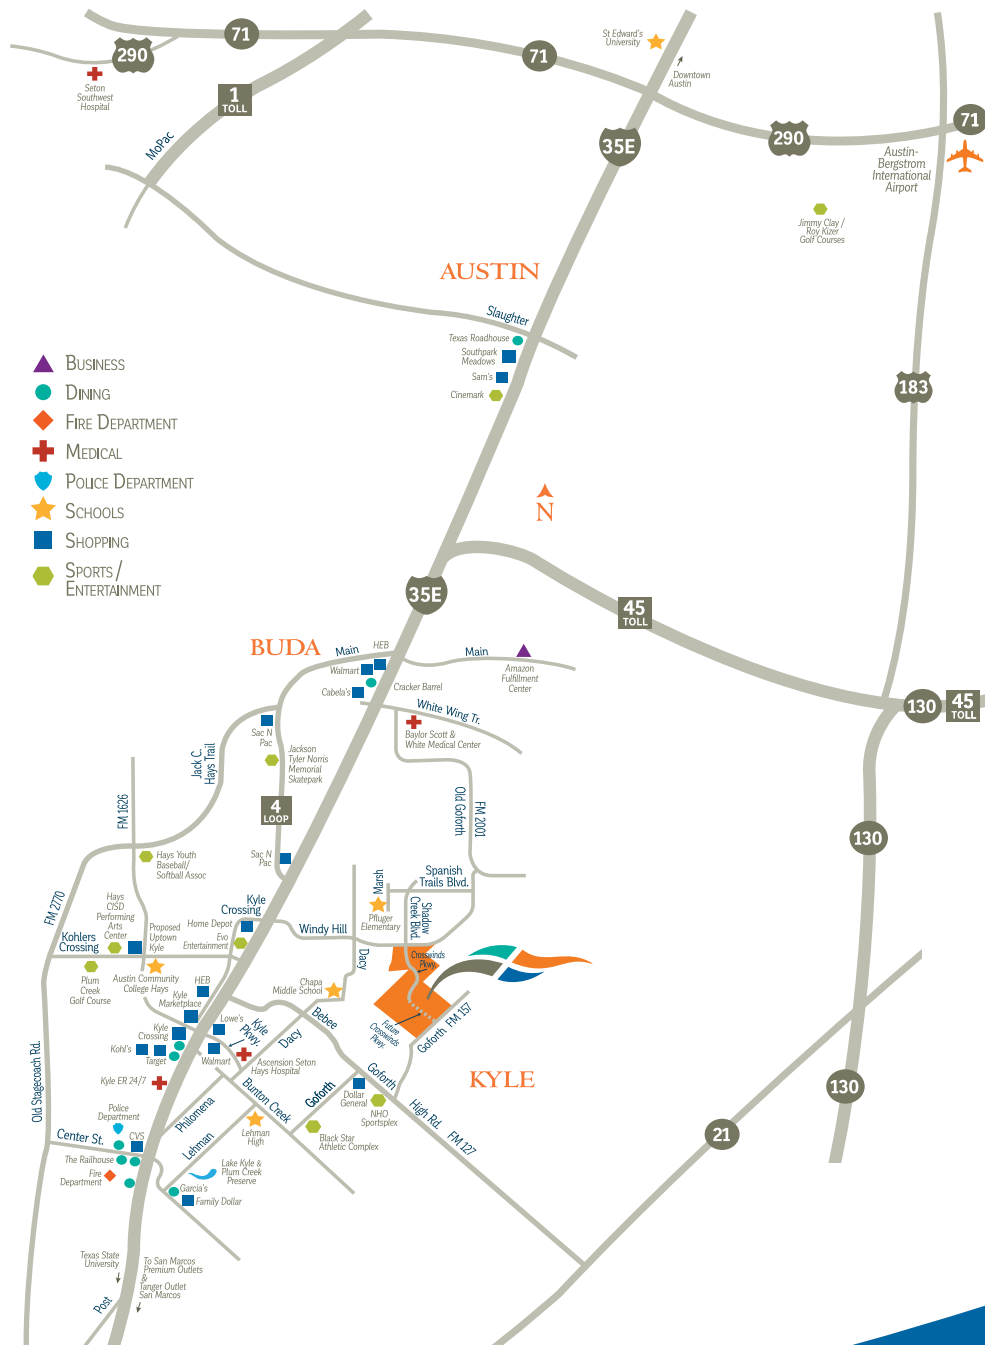 71
290
Seton
Southwest
Hospital
1
TOLL
MoPac
71
St Edward's
University
Downtown
Austin
35E
290
71
Austin-
Bergstrom
International
Airport
Jimmy Clay /
Roy Kizer
Golf Courses
AUSTIN
Slaughter
Texas Roadhouse
Southpark
Meadows
Sam's
Cinemark
183
BUSINESS
DINING
FIRE DEPARTMENT
MEDICAL
POLICE DEPARTMENT
SCHOOLS
SHOPPING
SPORTS/
ENTERTAINMENT
N
35E
45
TOLL
BUDA
Main
HEB
Main
Walmart
Cabela's
Cracker Barrel
Amazon
Fulfillment
Center
130
45
TOLL
White Wing Tr.
Baylor Scott &
White Medical Center
Sac N
Pac
Jackson
Tyler Norris
Memorial
Skatepark
Jack C.
Hays Trail
FM 1626
4
LOOP
Old Goforth
FM 2001
130
Hays Youth
Baseball/
Softball Assoc
Sac N
Pac
Spanish
Trails Blvd.
Marsh
Pfluger
Elementary
Shadow
Creek Blvd.
FM 2770
Hays
CISD
Performing
Arts
Center
Kohlers
Crossing
Proposed
Uptown
Kyle
Kyle
Crossing
Home Depot
Evo
Entertainment
Windy Hill
Dacy
Crosswinds
Pkwy.
Plum
Creek
Golf Course
Austin Community
College Hays
HEB
Kyle
Marketplace
Chapa
Middle School
Lowe's
Kyle
Crossing
Kyle
Pkwy.
Dacy
Bebee
Future
Crosswinds
Pkwy.
Goforth FM 157
Kohl's
Target
Walmart
Ascension Seton
Hays Hospital
Old Stagecoach Rd.
Kyle ER 24/7
KYLE
130
Goforth
Goforth
Dollar
General
NHO
Sportsplex
High Rd.
FM 127
Bunton Creek
Philomena
Police
Department
Center St.
CVS
Lehman
Lehman
High
Black Star
Athletic Complex
21
The Railhouse
Fire
Department
Lake Kyle &
Plum Creek
Preserve
Garcia's
Family Dollar
Texas State
University
To San Marcos
Premium Outlets
&
Tanger Outlet
San Marcos
Post